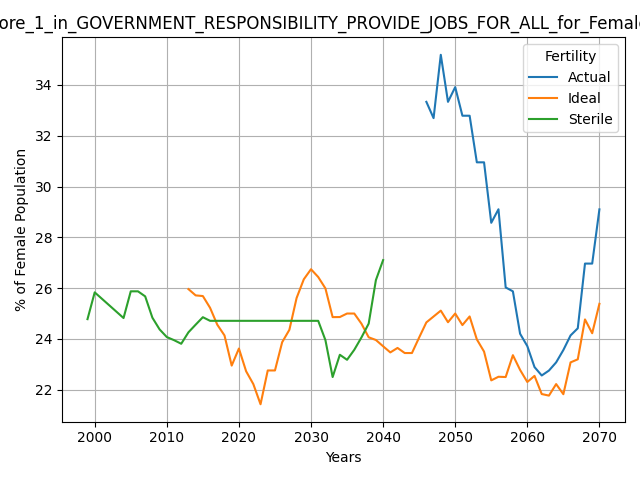 ore_1_in_GOVERNMENT_RESPONSIBILITY_PROVIDE_JOBS_FOR_ALL_for_Female
Fertility
Actual
Ideal
Sterile
% of Female Population
34
32
30
28
26
24
22
2000 2010 2020 2030 2040 2050 2060 2070
Years